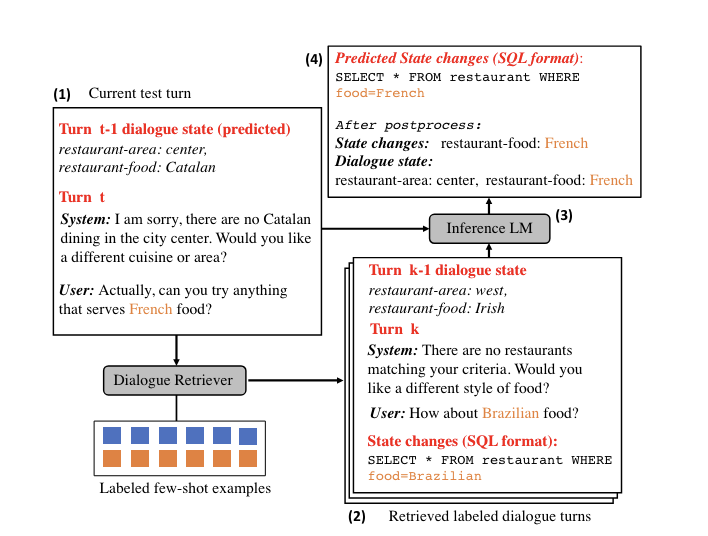 (1) Current test turn
Turn t-1 dialogue state (predicted)
restaurant-area: center,
restaurant-food: Catalan
Turn t
System: I am sorry, there are no Catalan
dining in the city center. Would you like
a different cuisine or area?
User: Actually, can you try anything
that serves French food?
Dialogue Retriever
Labeled few-shot examples
(2) Retrieved labeled dialogue turns
Turn k-1 dialogue state
restaurant-area: west,
restaurant-food: Irish
Turn k
System: There are no restaurants
matching your criteria. Would you
like a different style of food?
User: How about Brazilian food?
State changes (SQL format):
SELECT * FROM restaurant WHERE
food=Brazilian
Inference LM
(3)
(4)
Predicted State changes (SQL format):
SELECT * FROM restaurant WHERE
food=French
After postprocess:
State changes: restaurant-food: French
Dialogue state:
restaurant-area: center, restaurant-food: French